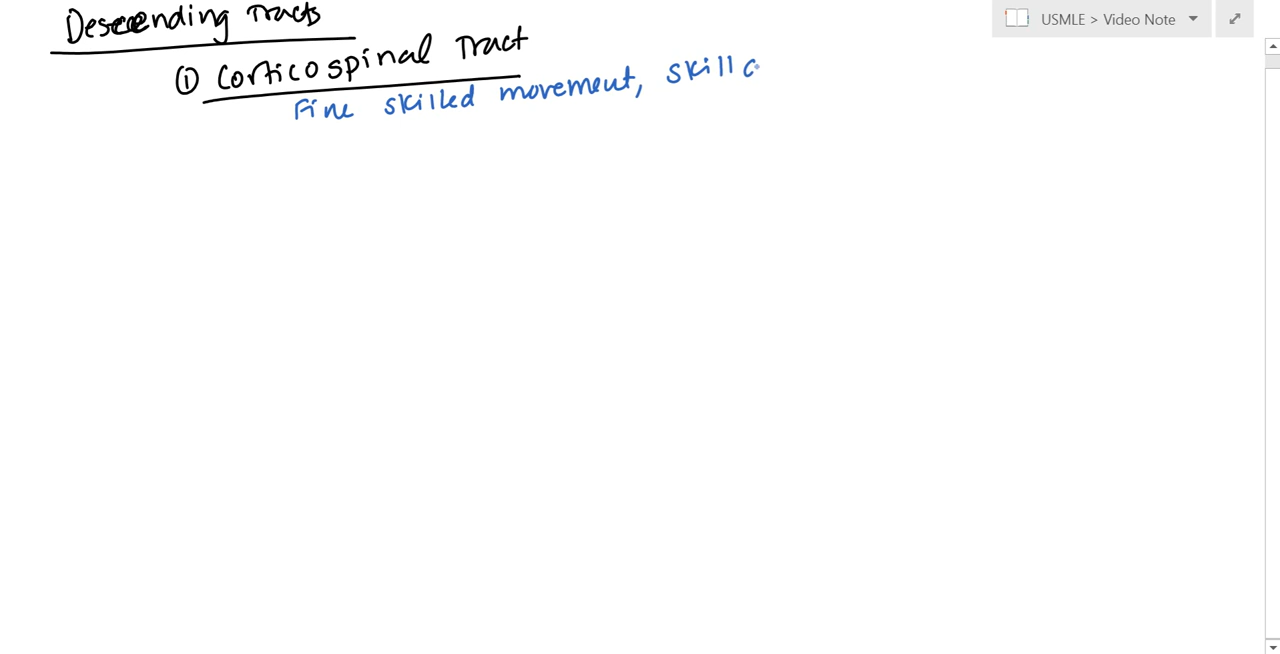 Descending Tracts
① Corticospinal Tract
Fine skilled movement, skill
USMLE > Video Note